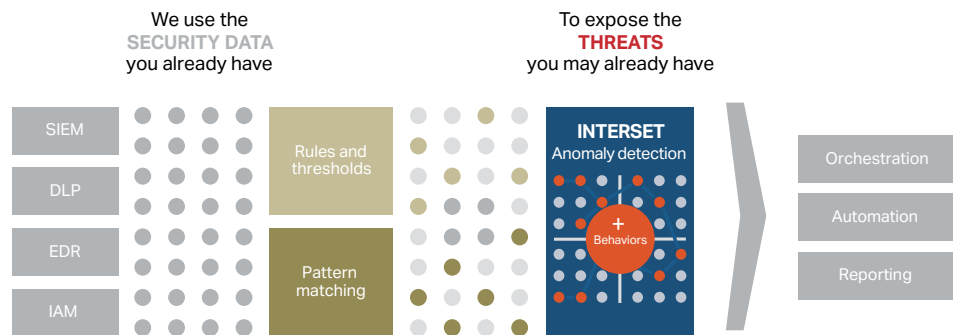 We use the
SECURITY DATA
you already have
To expose the
THREATS
you may already have
SIEM
DLP
EDR
IAM
Rules and
thresholds
Pattern
matching
INTERSET
Anomaly detection
+
Behaviors
Orchestration
Automation
Reporting